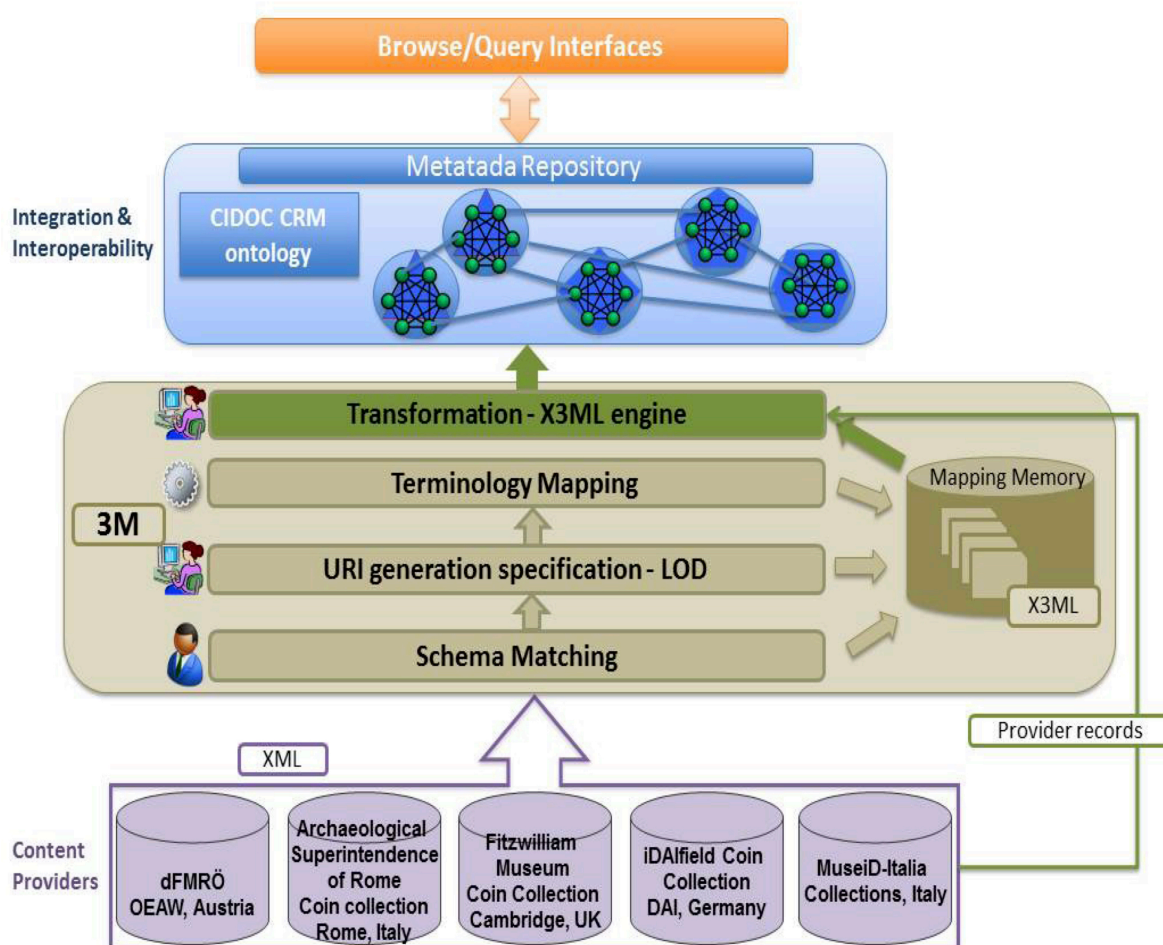 Browse/Query Interfaces
Metatada Repository
Integration &
Interoperability
CIDOC CRM
ontology
Transformation - X3ML engine
Terminology Mapping
Mapping Memory
3M
URI generation specification - LOD
X3ML
Schema Matching
Provider records
XML
Content
Providers
dFMRÖ
OEAW, Austria
Archaeological
Superintendence
of Rome
Coin collection
Rome, Italy
Fitzwilliam
Museum
Coin Collection
Cambridge, UK
iDAIfield Coin
Collection
DAI, Germany
MuseiD-Italia
Collections, Italy